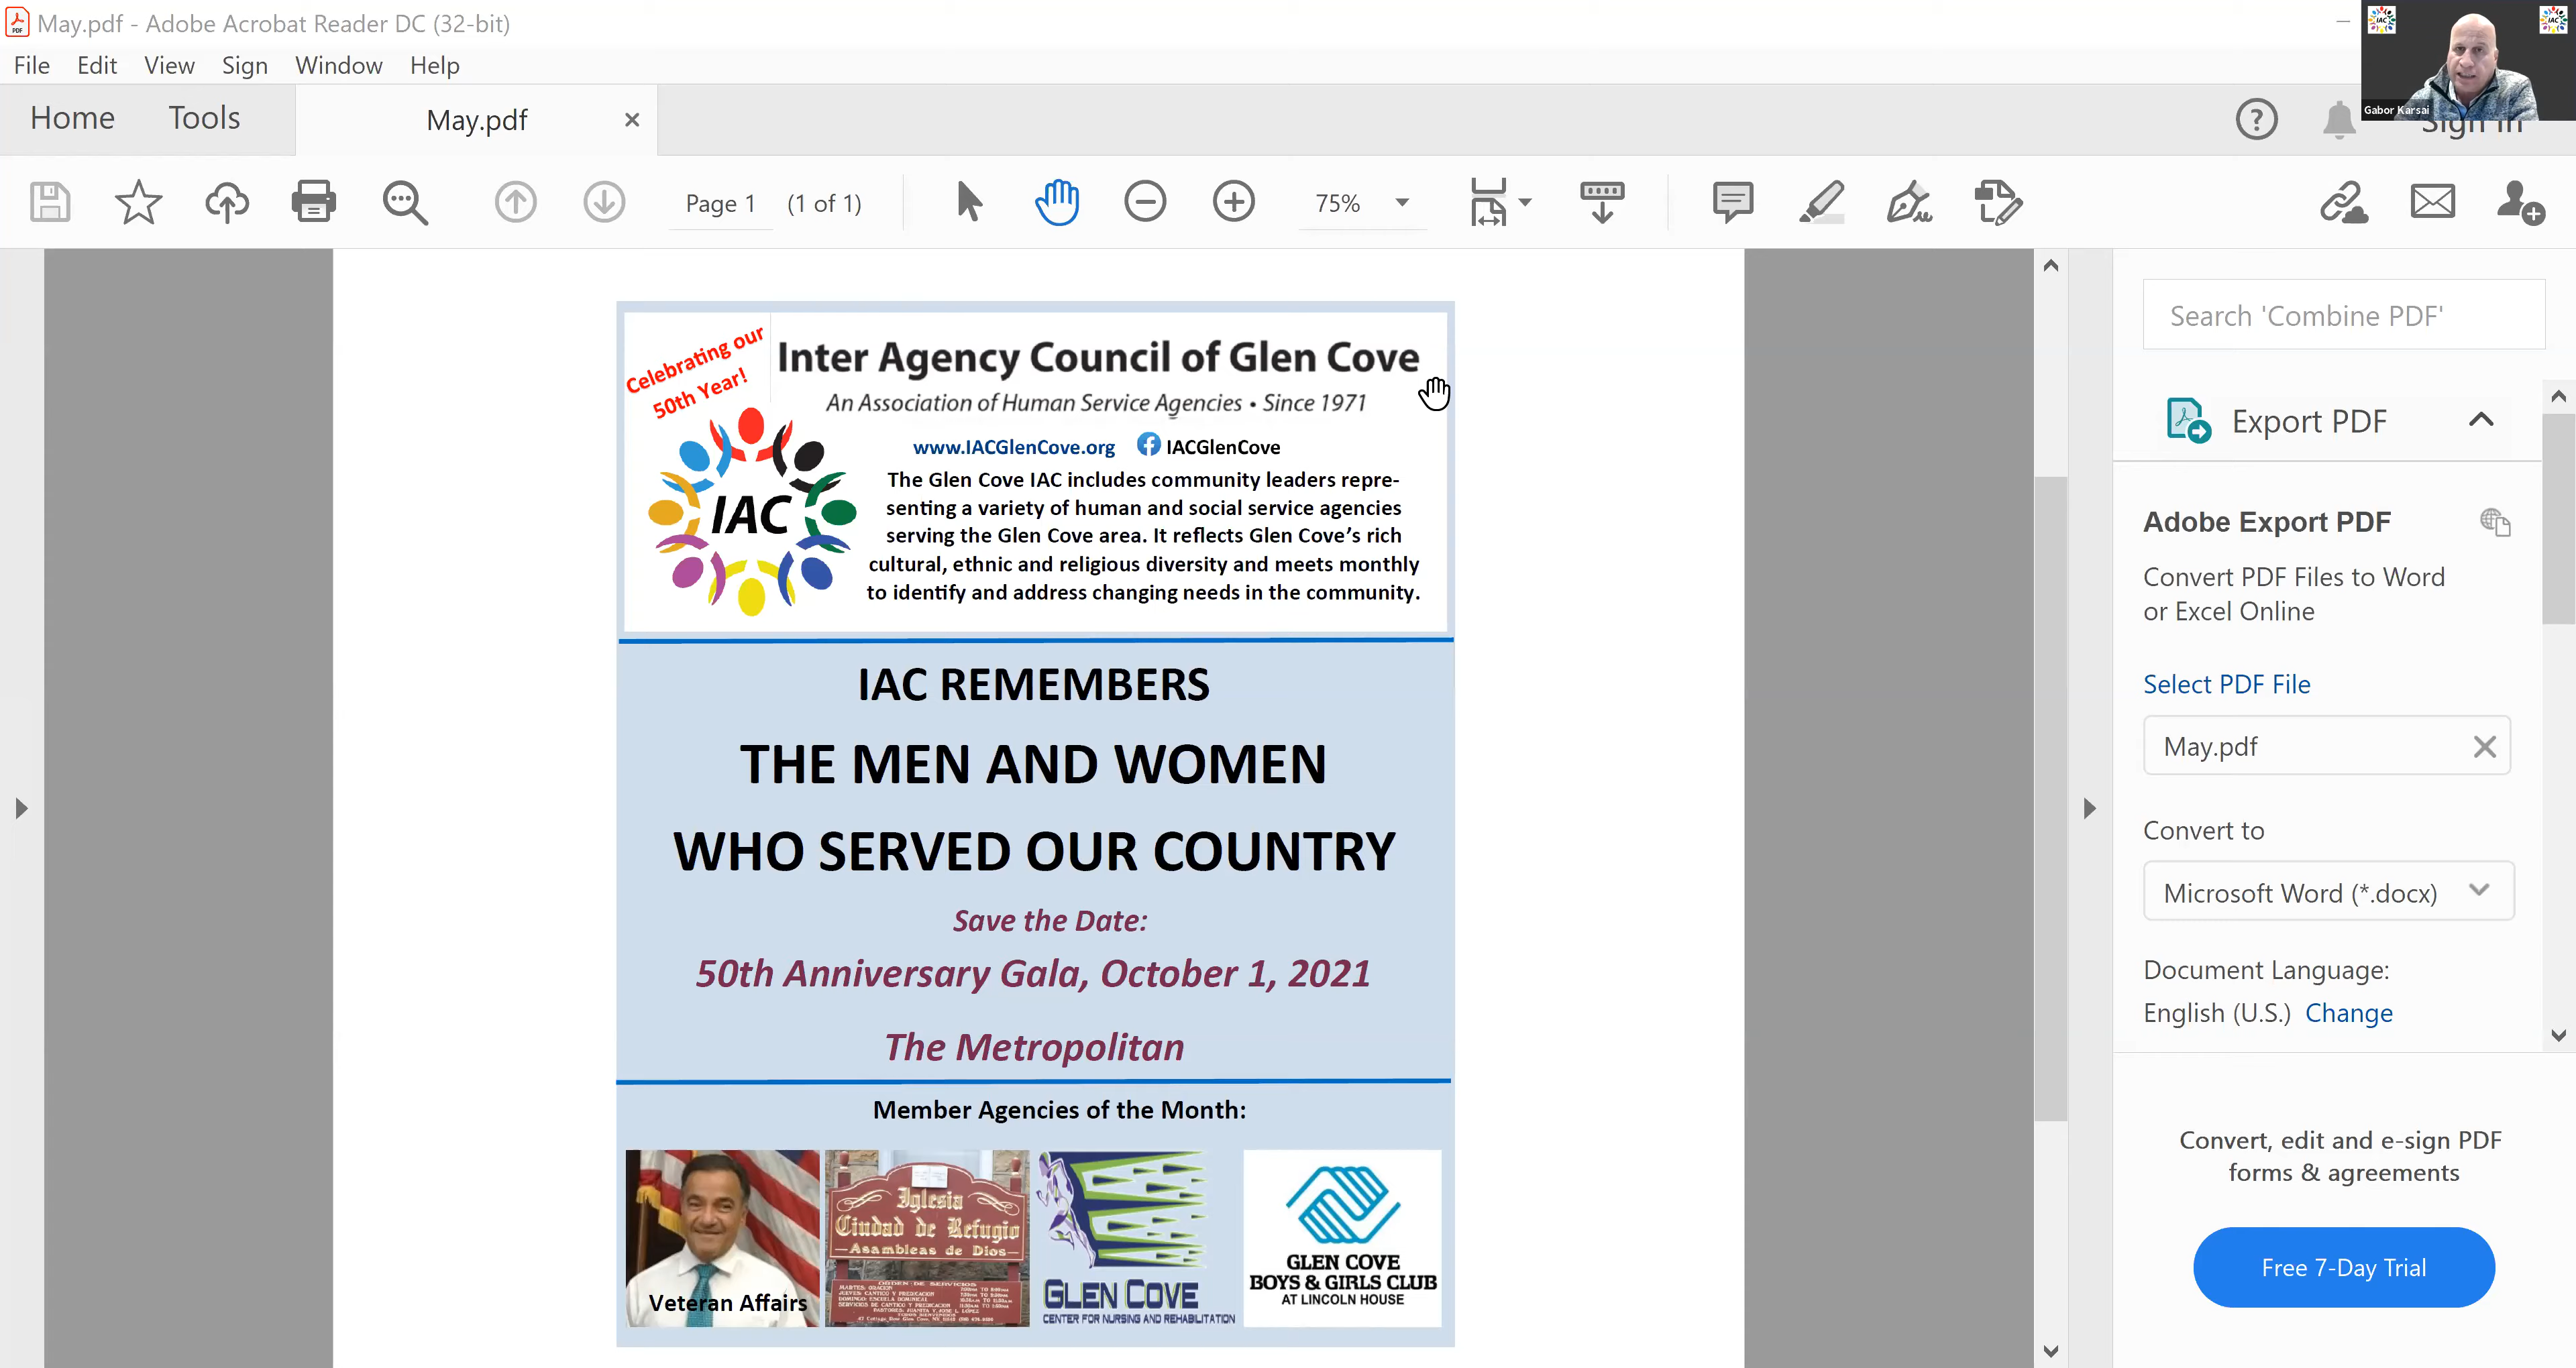 May.pdf - Adobe Acrobat Reader DC (32-bit)
File Edit View Sign Window Help
Home Tools May.pdf
Gabor Karsai
Sign In
Page 1 (1 of 1) 75%
Celebrating our
50th Year!
Inter Agency Council of Glen Cove
An Association of Human Service Agencies • Since 1971
www.IACGlenCove.org IACGlenCove
IAC
The Glen Cove IAC includes community leaders repre-
senting a variety of human and social service agencies
serving the Glen Cove area. It reflects Glen Cove's rich
cultural, ethnic and religious diversity and meets monthly
to identify and address changing needs in the community.
IAC REMEMBERS
THE MEN AND WOMEN
WHO SERVED OUR COUNTRY
Save the Date:
50th Anniversary Gala, October 1, 2021
The Metropolitan
Member Agencies of the Month:
Veteran Affairs
Iglesia
Ciudad de Refugio
Asambleas de Dios
ORDEN DE SERVICIOS
GLEN COVE
CENTER FOR NURSING AND REHABILITATION
GLEN COVE
BOYS & GIRLS CLUB
AT LINCOLN HOUSE
Search 'Combine PDF'
Export PDF
Adobe Export PDF
Convert PDF Files to Word
or Excel Online
Select PDF File
May.pdf
Convert to
Microsoft Word (*.docx)
Document Language:
English (U.S.) Change
Convert, edit and e-sign PDF
forms & agreements
Free 7-Day Trial